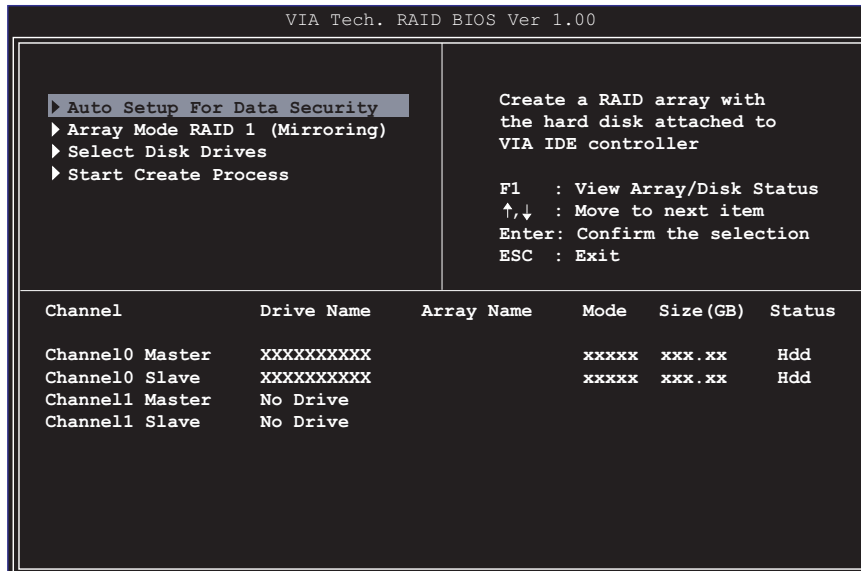 VIA Tech. RAID BIOS Ver 1.00
Auto Setup For Data Security
Array Mode RAID 1 (Mirroring)
Select Disk Drives
Start Create Process
Create a RAID array with
the hard disk attached to
VIA IDE controller
F1 : View Array/Disk Status
↑,↓ : Move to next item
Enter: Confirm the selection
ESC : Exit
Channel Drive Name Array Name Mode Size(GB) Status
Channel0 Master XXXXXXXXXX xxxxx xxx.xx Hdd
Channel0 Slave XXXXXXXXXX xxxxx xxx.xx Hdd
Channel1 Master No Drive
Channel1 Slave No Drive